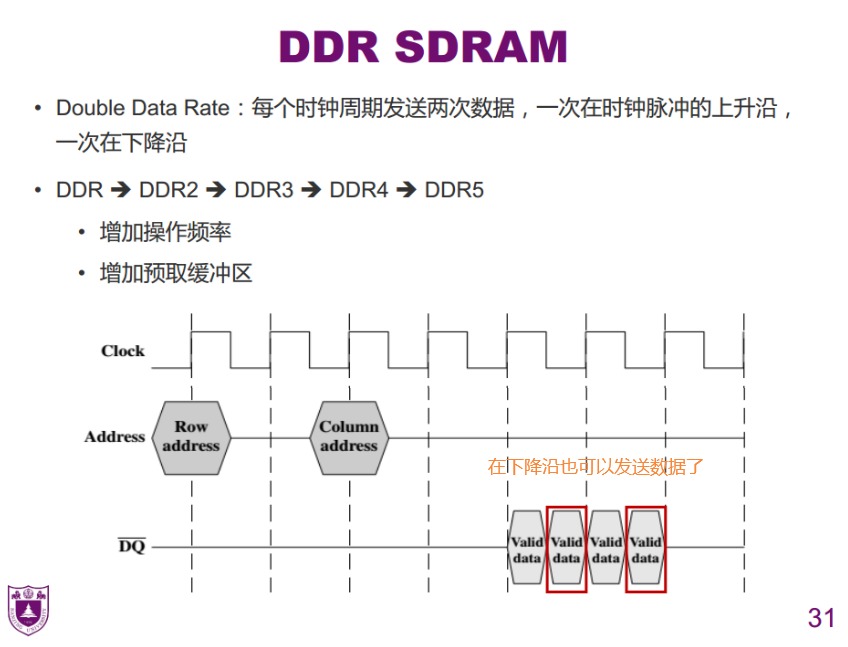 DDR SDRAM
• Double Data Rate：每个时钟周期发送两次数据，一次在时钟脉冲的上升沿，
一次在下降沿
• DDR ➔ DDR2 ➔ DDR3 ➔ DDR4 ➔ DDR5
• 增加操作频率
• 增加预取缓冲区
Clock
Address
Row
address
Column
address
在下降沿也可以发送数据了
DQ
Valid
data
Valid
data
Valid
data
Valid
data
31